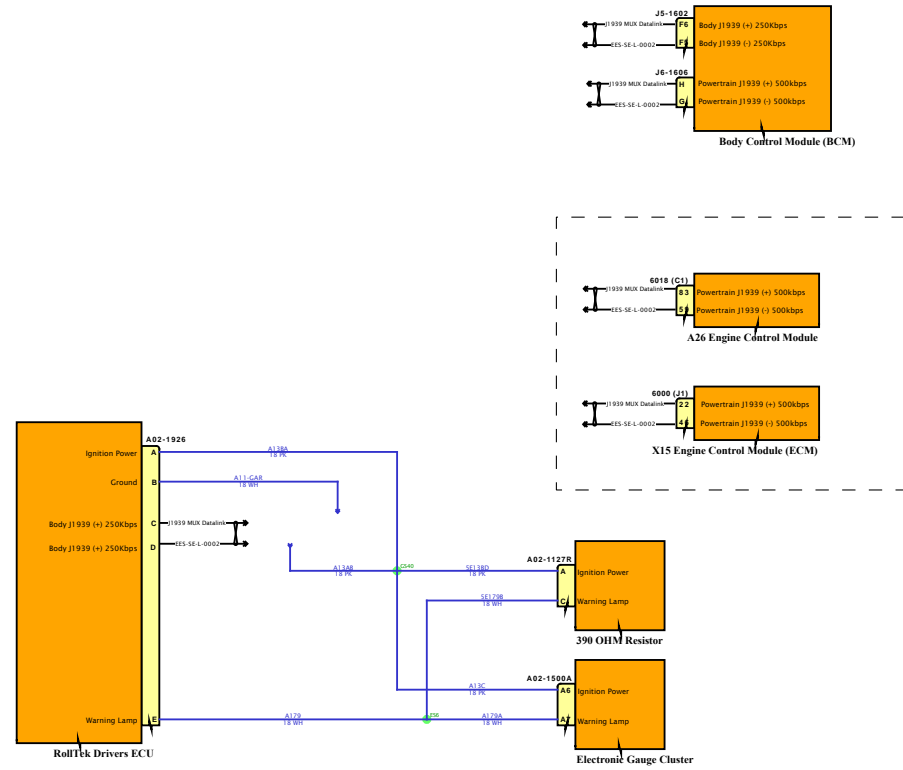 J5-1602
J1939 MUX Datalink
F6
Body J1939 (+) 250Kbps
EES-SE-L-0002
Body J1939 (-) 250Kbps
J6-1606
J1939 MUX Datalink
H
Powertrain J1939 (+) 500kbps
EES-SE-L-0002
G
Powertrain J1939 (-) 500kbps
Body Control Module (BCM)
6018 (C1)
J1939 MUX Datalink
83
Powertrain J1939 (+) 500kbps
EES-SE-L-0002
Powertrain J1939 (-) 500kbps
A26 Engine Control Module
6000 (J1)
J1939 MUX Datalink
22
Powertrain J1939 (+) 500kbps
EES-SE-L-0002
Powertrain J1939 (-) 500kbps
X15 Engine Control Module (ECM)
A02-1926
Ignition Power
A
A138A
18 PK
Ground
B
A11-GAR
18 WH
Body J1939 (+) 250Kbps
C
J1939 MUX Datalink
Body J1939 (+) 250Kbps
D
EES-SE-L-0002
A13AB
18 PK
GS40
SE138D
18 PK
A02-1127R
A
Ignition Power
SE179B
18 WH
C
Warning Lamp
390 OHM Resistor
A02-1500A
A13C
18 PK
A6
Ignition Power
Warning Lamp
E
A179
18 WH
A179A
18 WH
Warning Lamp
RollTek Drivers ECU
Electronic Gauge Cluster